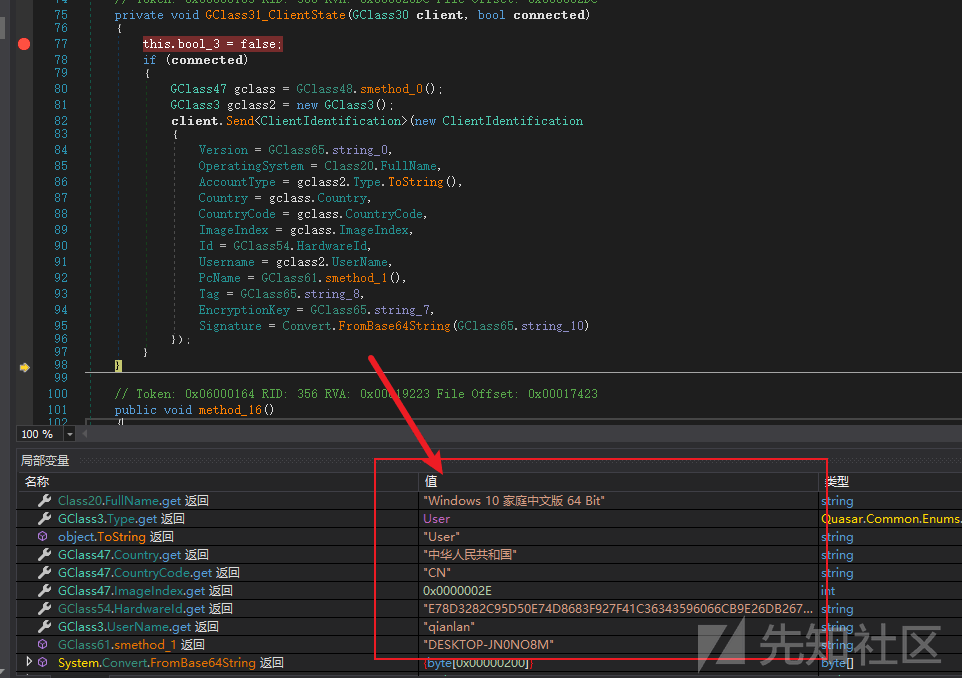 75 private void GClass31_ClientState(GClass30 client, bool connected)
76 {
77 this.bool_3 = false;
78 if (connected)
79 {
80 GClass47 gclass = GClass48.smethod_0();
81 GClass3 gclass2 = new GClass3();
82 client.Send<ClientIdentification>(new ClientIdentification
83 {
84 Version = GClass65.string_0,
85 OperatingSystem = Class20.FullName,
86 AccountType = gclass2.Type.ToString(),
87 Country = gclass.Country,
88 CountryCode = gclass.CountryCode,
89 ImageIndex = gclass.ImageIndex,
90 Id = GClass54.HardwareId,
91 Username = gclass2.UserName,
92 PcName = GClass61.smethod_1(),
93 Tag = GClass65.string_8,
94 EncryptionKey = GClass65.string_7,
95 Signature = Convert.FromBase64String(GClass65.string_10)
96 });
97 }
98 }
99
100 // Token: 0x06000164 RID: 356 RVA: 0x00019223 File Offset: 0x00017423
101 public void method_16()
102 {
100 %
局部变量
名称 值 类型
Class20.FullName.get 返回 "Windows 10 家庭中文版 64 Bit" string
GClass3.Type.get 返回 User Quasar.Common.Enums.
object.ToString 返回 "User" string
GClass47.Country.get 返回 "中华人民共和国" string
GClass47.CountryCode.get 返回 "CN" string
GClass47.ImageIndex.get 返回 0x0000002E int
GClass54.HardwareId.get 返回 "E78D3282C95D50E74D8683F927F41C36343596066CB9E26DB267... string
GClass3.UserName.get 返回 "qianlan" string
GClass61.smethod_1 返回 "DESKTOP-JN0NO8M" string
System.Convert.FromBase64String 返回 {byte[0x00000200]} byte[]
先知社区